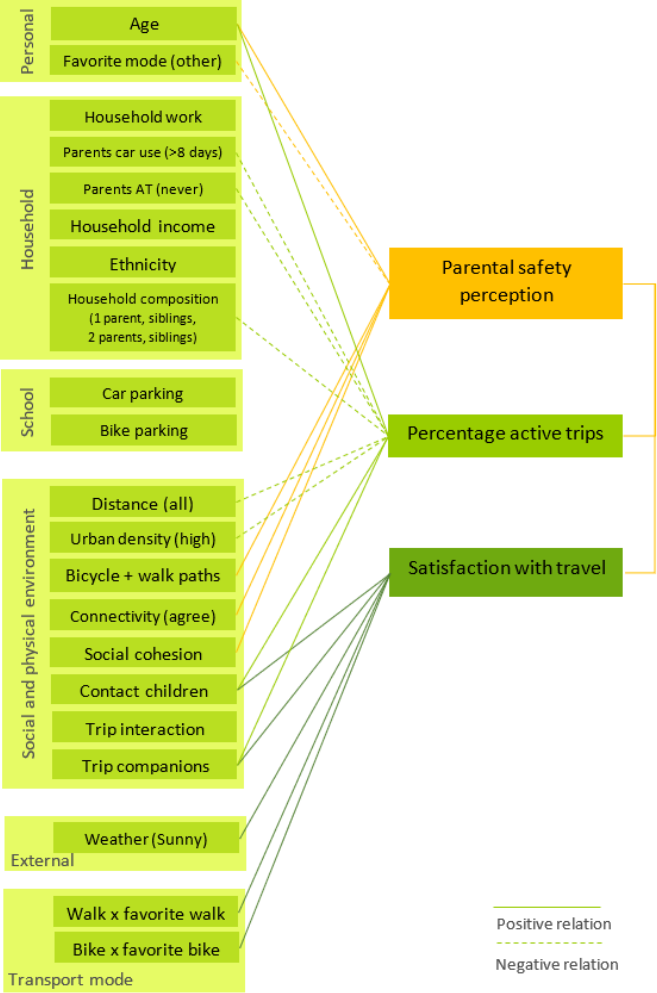 Personal
Age
Favorite mode (other)
Household
Household work
Parents car use (>8 days)
Parents AT (never)
Household income
Ethnicity
Household composition
(1 parent, siblings,
2 parents, siblings)
School
Car parking
Bike parking
Social and physical environment
Distance (all)
Urban density (high)
Bicycle + walk paths
Connectivity (agree)
Social cohesion
Contact children
Trip interaction
Trip companions
Weather (Sunny)
External
Walk x favorite walk
Bike x favorite bike
Transport mode
Parental safety
perception
Percentage active trips
Satisfaction with travel
Positive relation
Negative relation